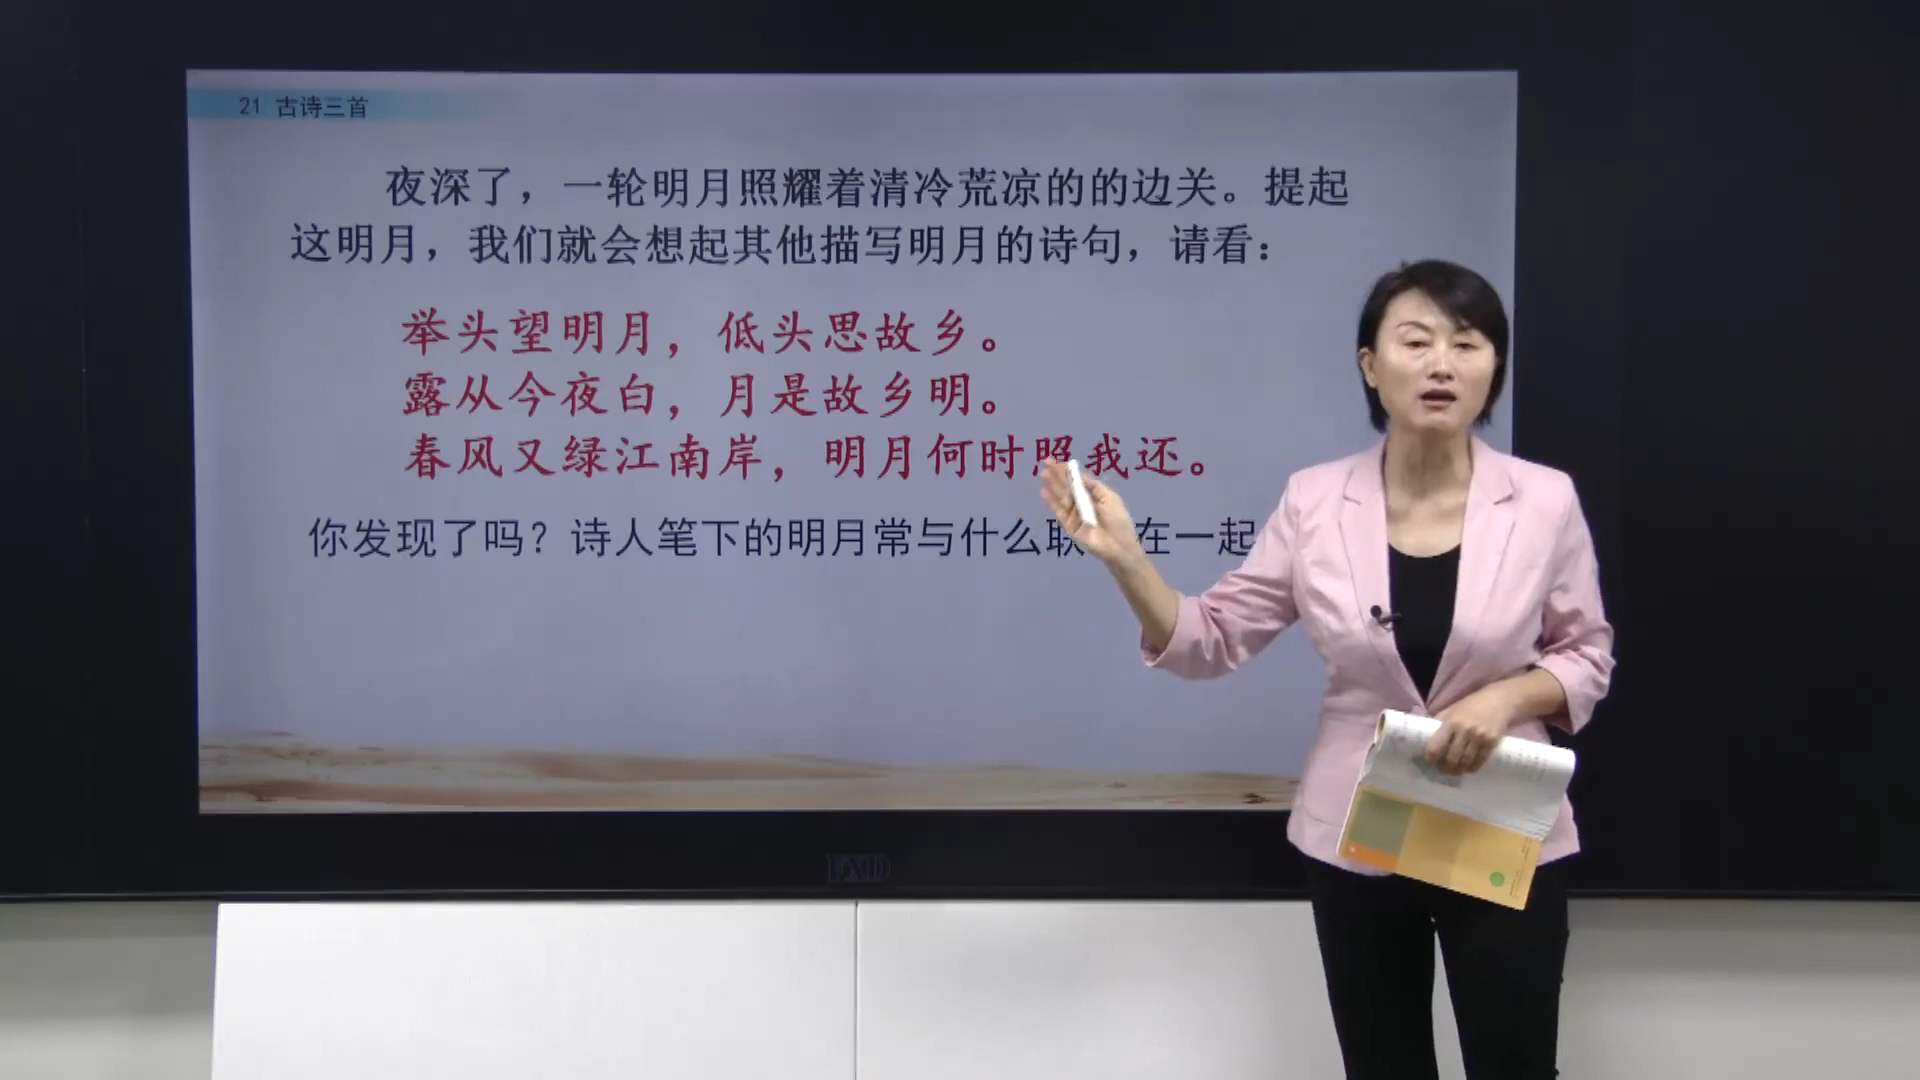 21 古诗三首
夜深了，一轮明月照耀着清冷荒凉的的边关。提起
这明月，我们就会想起其他描写明月的诗句，请看：
举头望明月，低头思故乡。
露从今夜白，月是故乡明。
春风又绿江南岸，明月何时照我还。
你发现了吗？诗人笔下的明月常与什么联 在一起